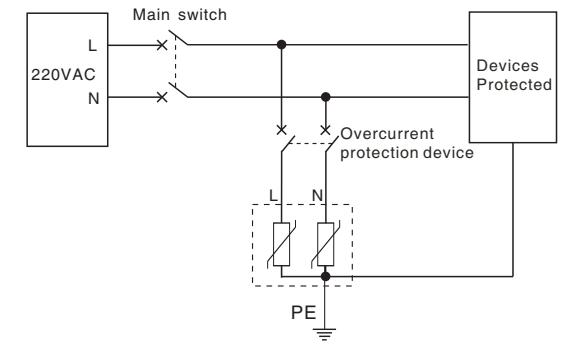 Main switch
L
220VAC
N
Devices
Protected
Overcurrent
protection device
L
N
PE